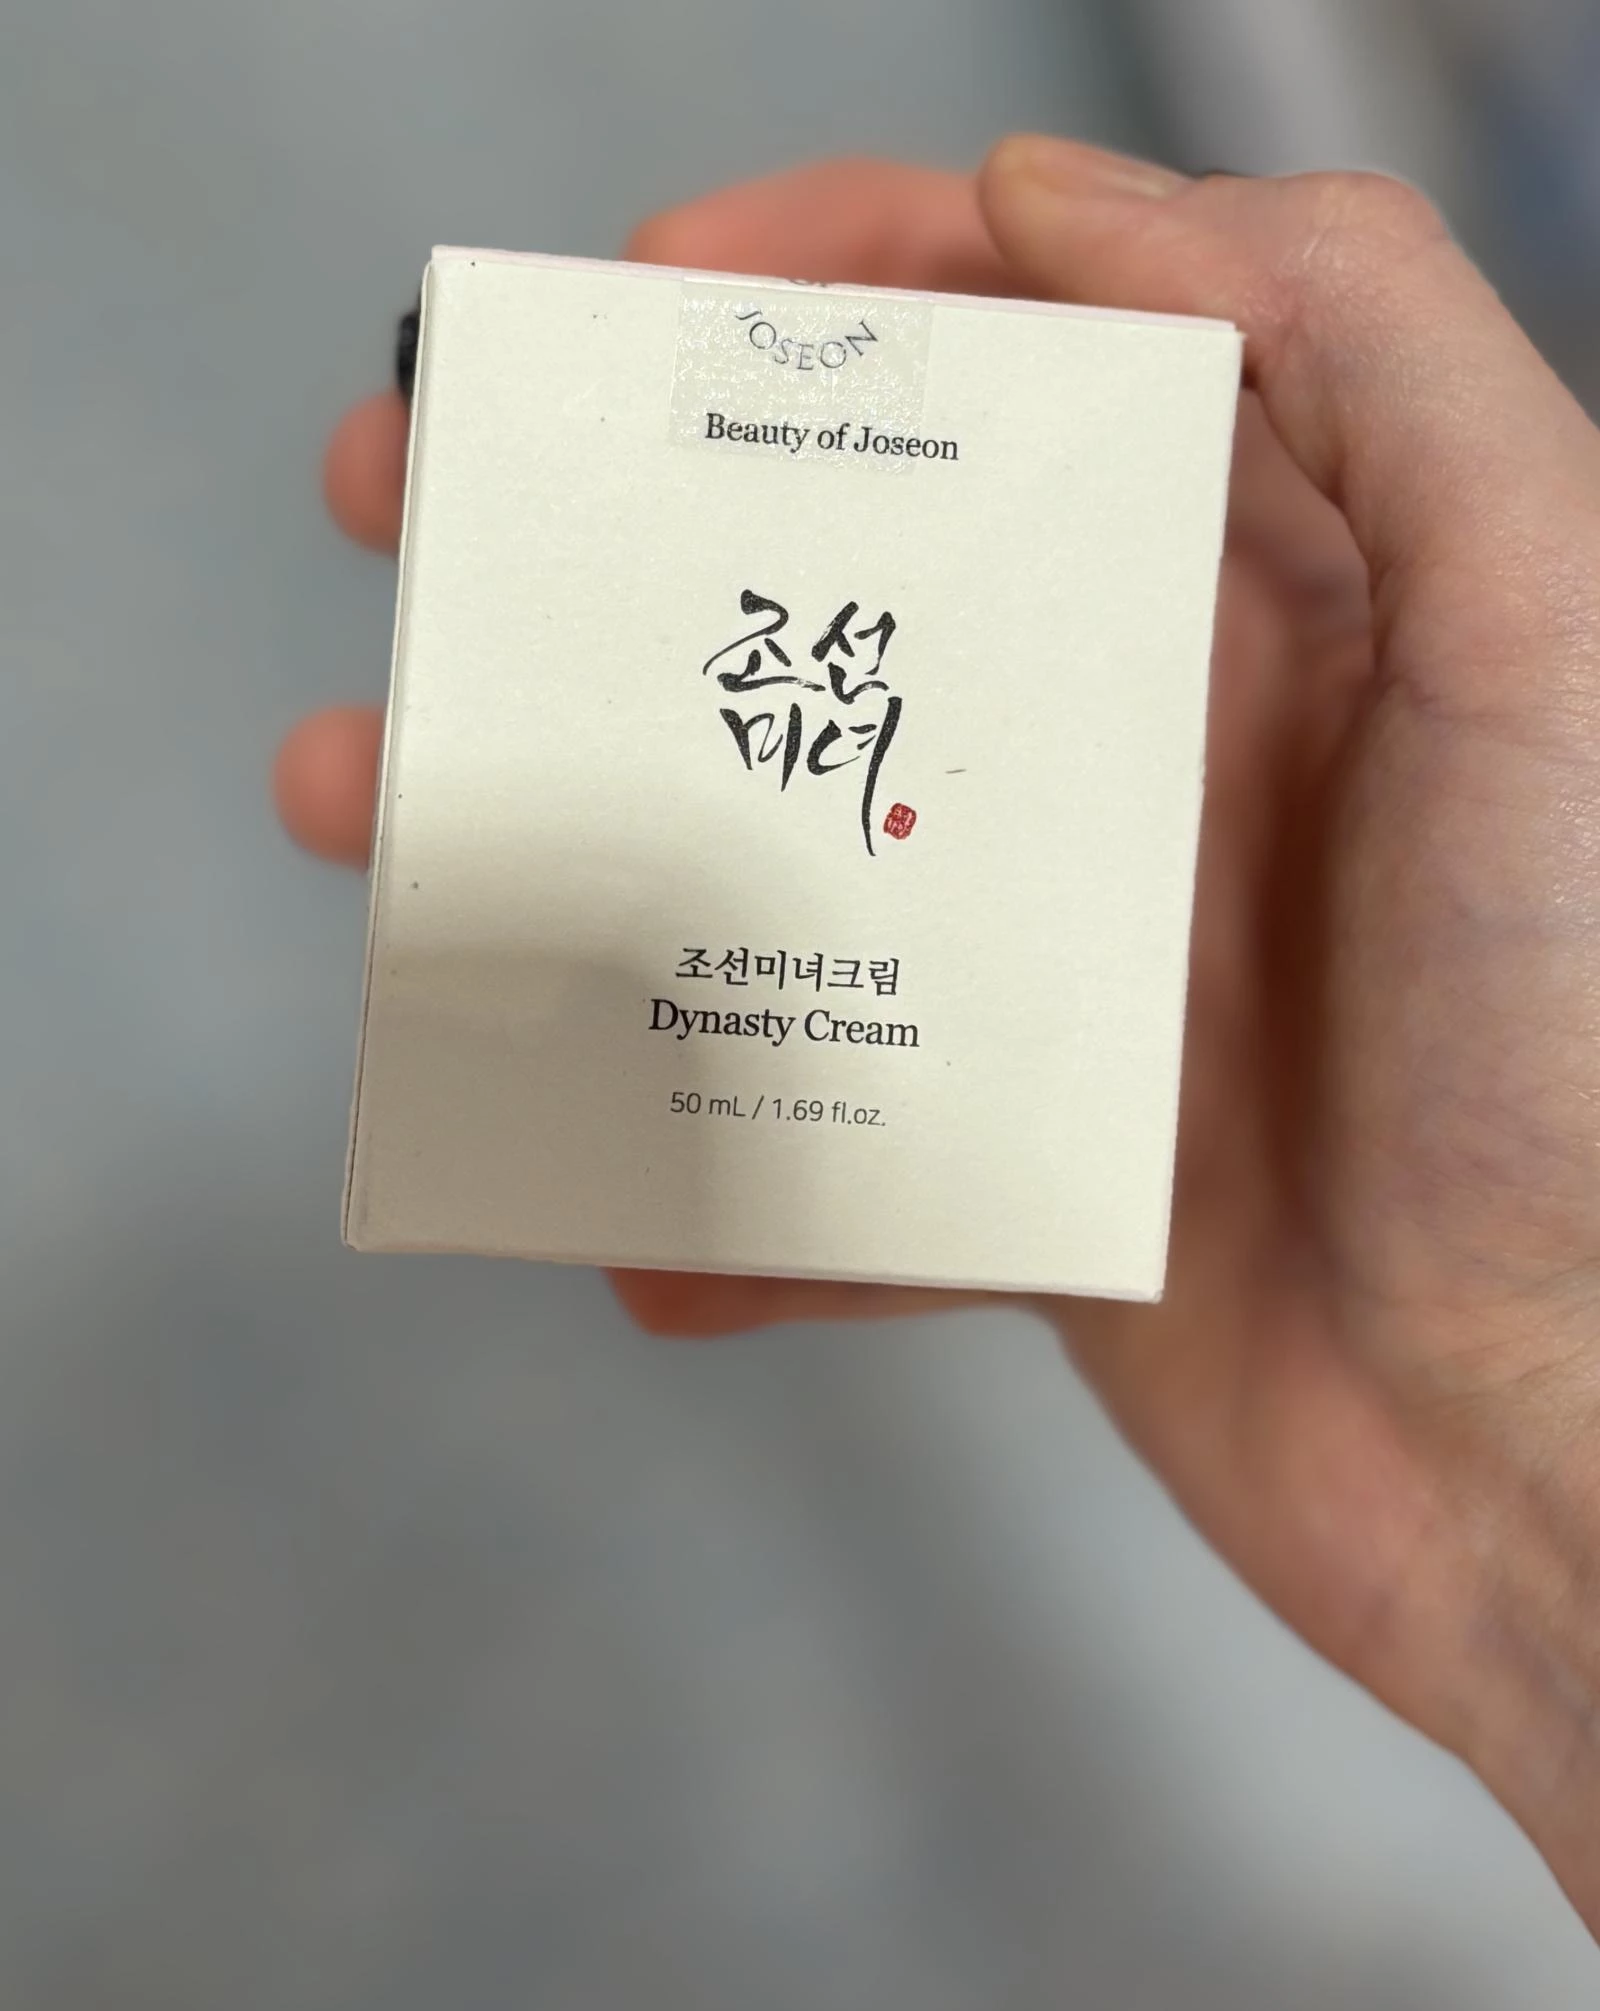 JOSEON
Beauty of Joseon
조선
미녀
조선미녀크림
Dynasty Cream
50 mL / 1.69 fl.oz.